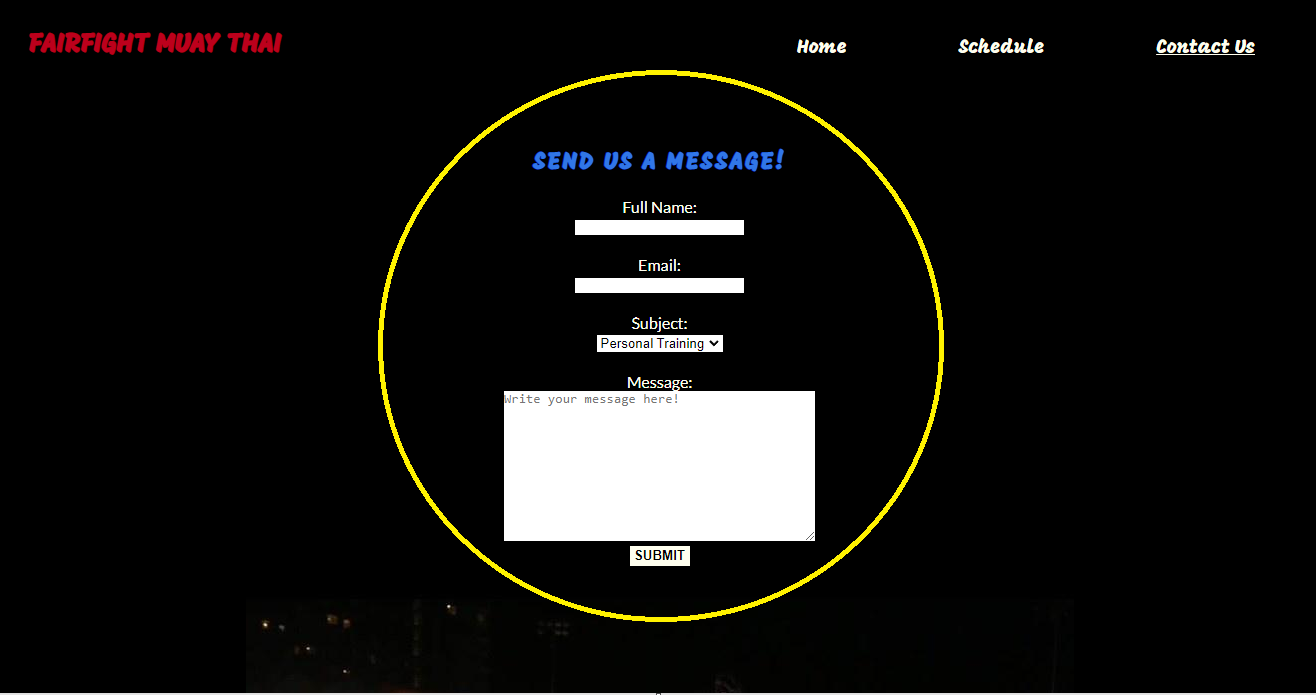 FAIRFIGHT MUAY THAI
Home Schedule Contact Us
SEND US A MESSAGE!
Full Name:
Email:
Subject:
Personal Training
Message:
Write your message here!
SUBMIT